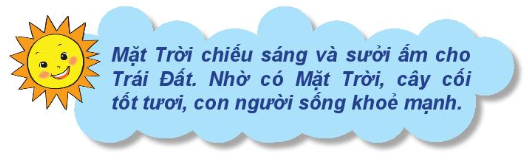 Mặt Trời chiếu sáng và sưởi ấm cho
Trái Đất. Nhờ có Mặt Trời, cây cối
tốt tươi, con người sống khoẻ mạnh.